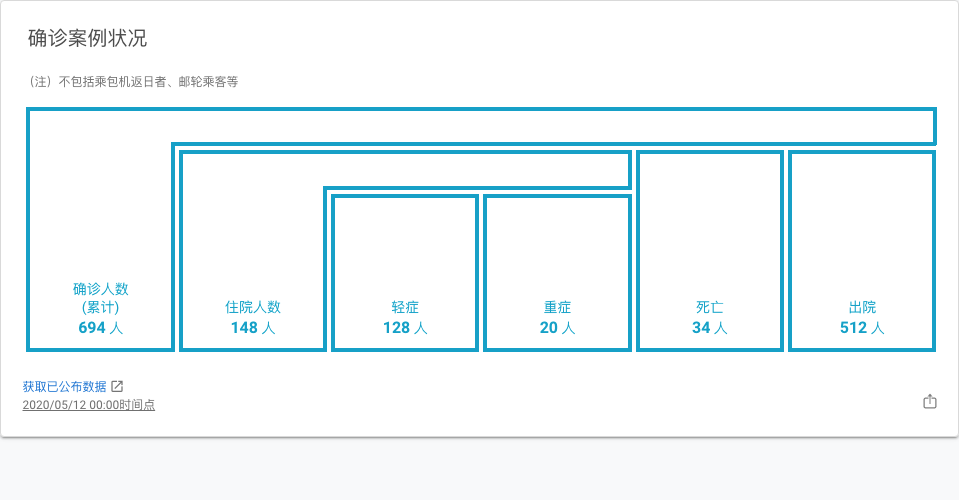 确诊案例状况
（注）不包括乘包机返日者、邮轮乘客等
确诊人数
(累计)
694 人
住院人数
148 人
轻症
128 人
重症
20 人
死亡
34 人
出院
512 人
获取已公布数据
2020/05/12 00:00时间点